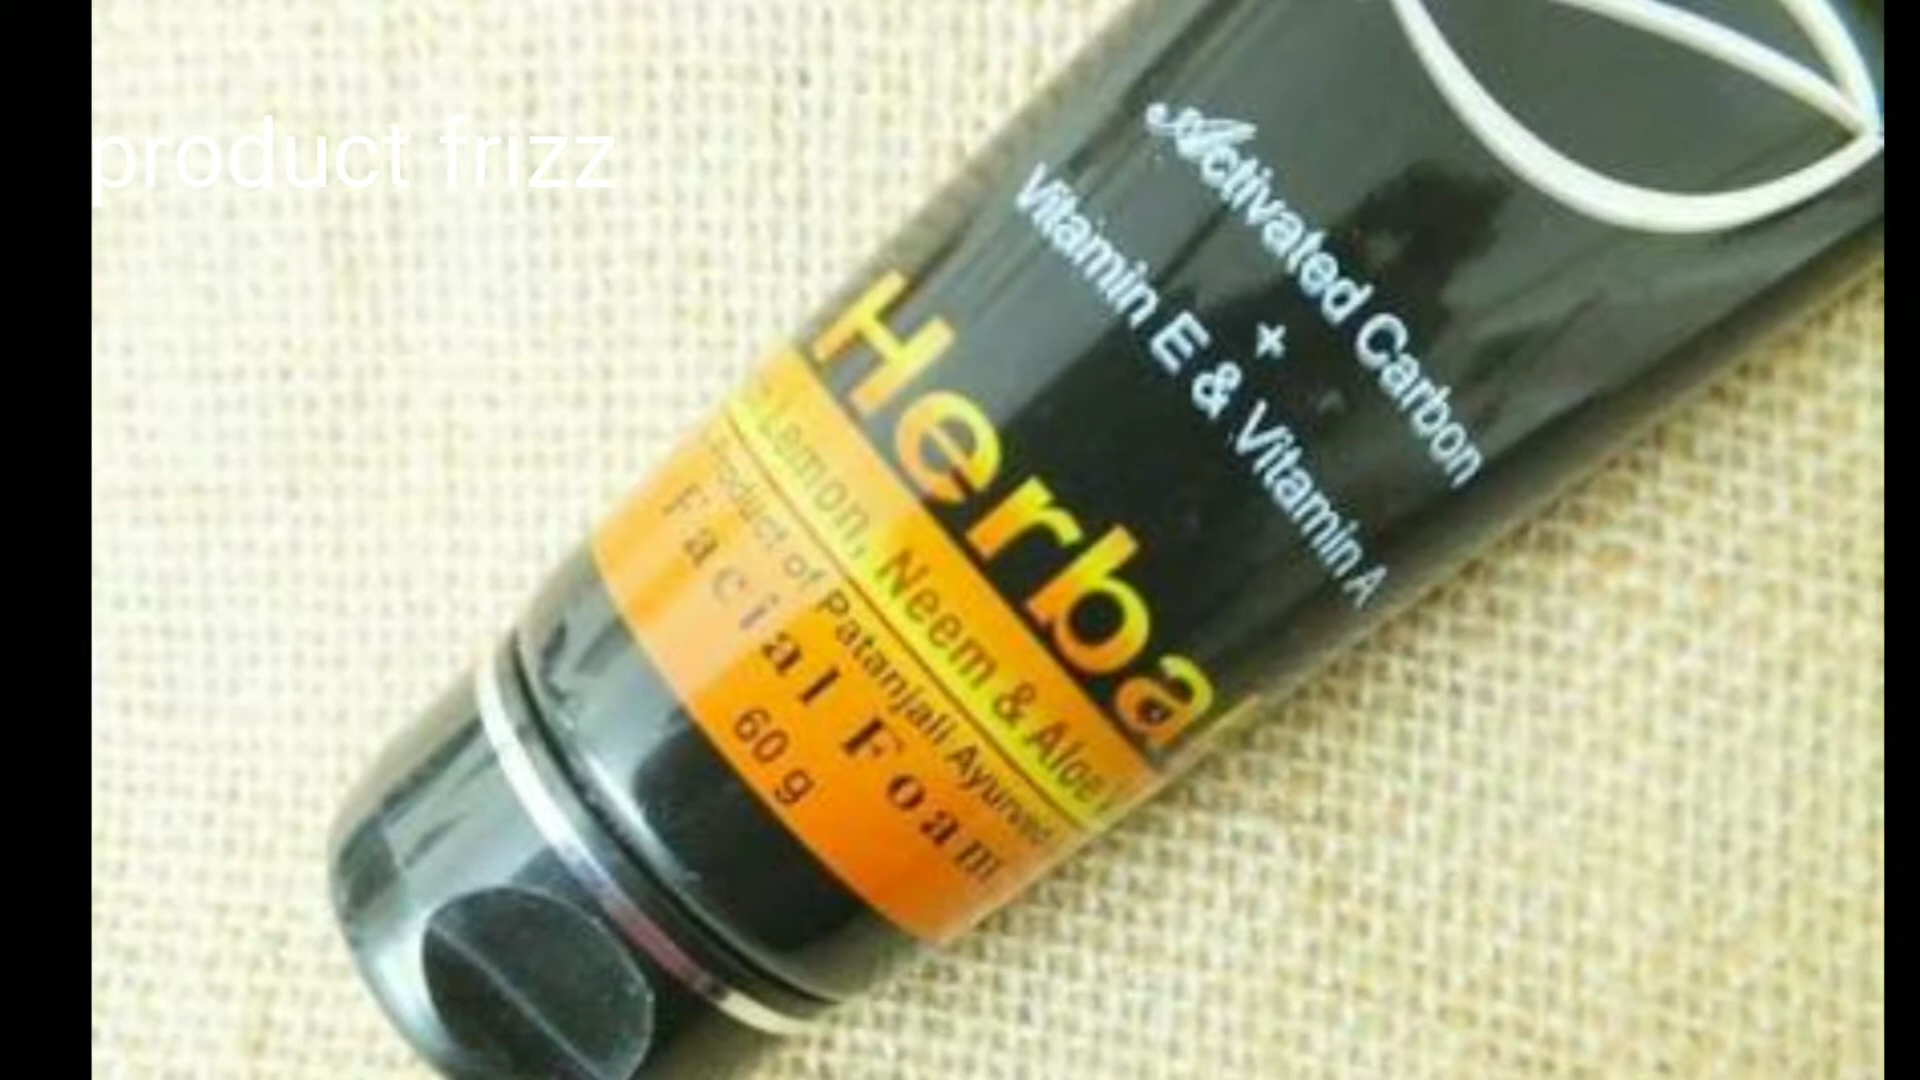 product frizz
Activated Carbon
+
Vitamin E & Vitamin A
Herba
Lemon, Neem & Aloe
Product of Patanjali Ayurved
Facial Foam
60 g